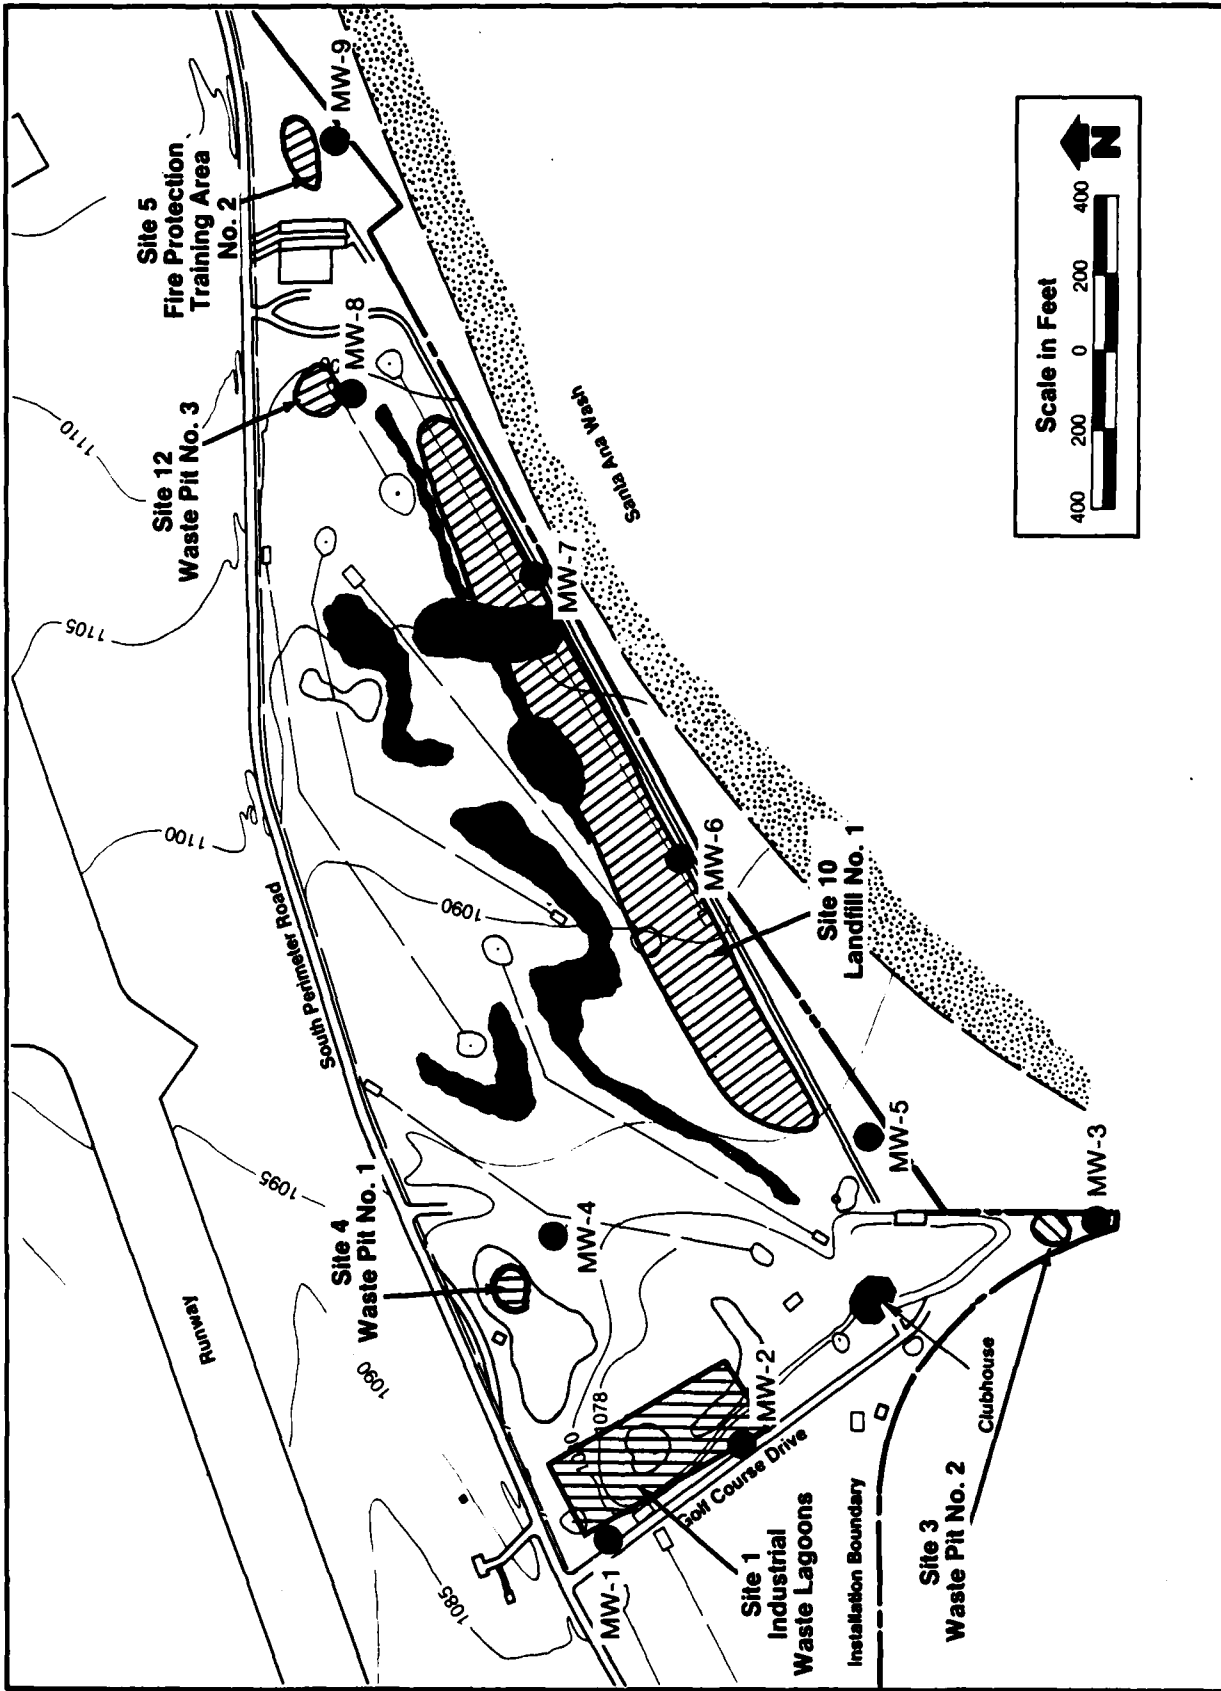 Site 5
Fire Protection
Training Area
No. 2
MW-9
Site 12
Waste Pit No. 3
MW-8
1110
1105
1100
1095
1090
1085
South Perimeter Road
Runway
Santa Ana Wash
MW-7
MW-6
Site 10
Landfill No. 1
1090
MW-5
MW-3
Site 4
Waste Pit No. 1
MW-4
1078
MW-2
MW-1
Golf Course Drive
Clubhouse
Site 1
Industrial
Waste Lagoons
Installation Boundary
Site 3
Waste Pit No. 2
Scale in Feet
400 200 0 200 400
N